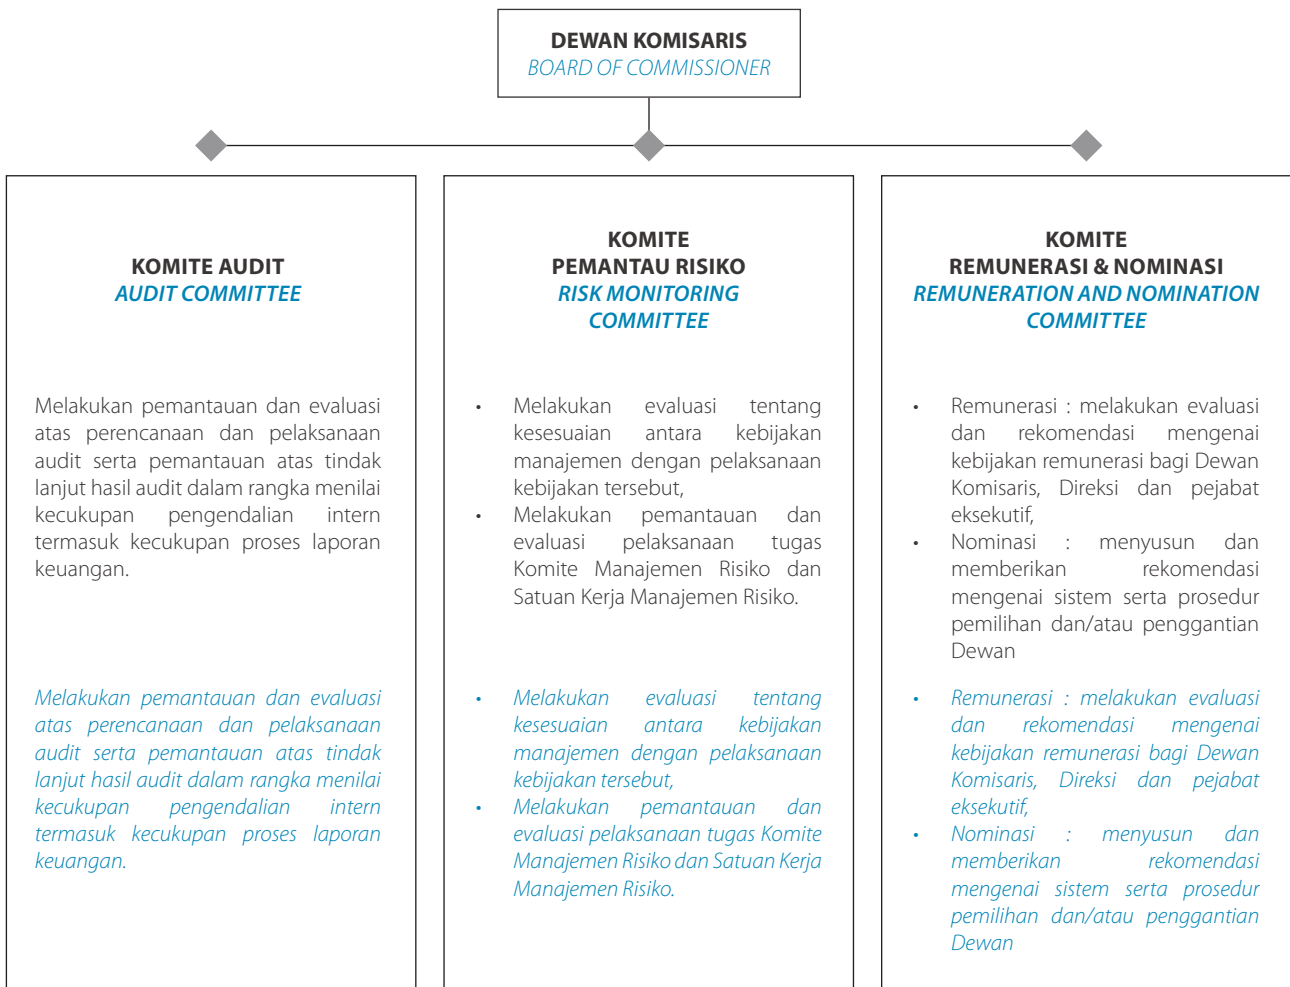 DEWAN KOMISARIS
BOARD OF COMMISSIONER
KOMITE AUDIT
AUDIT COMMITTEE
Melakukan pemantauan dan evaluasi
atas perencanaan dan pelaksanaan
audit serta pemantauan atas tindak
lanjut hasil audit dalam rangka menilai
kecukupan pengendalian intern
termasuk kecukupan proses laporan
keuangan.
Melakukan pemantauan dan evaluasi
atas perencanaan dan pelaksanaan
audit serta pemantauan atas tindak
lanjut hasil audit dalam rangka menilai
kecukupan pengendalian intern
termasuk kecukupan proses laporan
keuangan.
KOMITE
PEMANTAU RISIKO
RISK MONITORING
COMMITTEE
• Melakukan evaluasi tentang
kesesuaian antara kebijakan
manajemen dengan pelaksanaan
kebijakan tersebut,
• Melakukan pemantauan dan
evaluasi pelaksanaan tugas
Komite Manajemen Risiko dan
Satuan Kerja Manajemen Risiko.
• Melakukan evaluasi tentang
kesesuaian antara kebijakan
manajemen dengan pelaksanaan
kebijakan tersebut,
• Melakukan pemantauan dan
evaluasi pelaksanaan tugas Komite
Manajemen Risiko dan Satuan Kerja
Manajemen Risiko.
KOMITE
REMUNERASI & NOMINASI
REMUNERATION AND NOMINATION
COMMITTEE
• Remunerasi : melakukan evaluasi
dan rekomendasi mengenai
kebijakan remunerasi bagi Dewan
Komisaris, Direksi dan pejabat
eksekutif,
• Nominasi : menyusun dan
memberikan rekomendasi
mengenai sistem serta prosedur
pemilihan dan/atau penggantian
Dewan
• Remunerasi : melakukan evaluasi
dan rekomendasi mengenai
kebijakan remunerasi bagi Dewan
Komisaris, Direksi dan pejabat
eksekutif,
• Nominasi : menyusun dan
memberikan rekomendasi
mengenai sistem serta prosedur
pemilihan dan/atau penggantian
Dewan